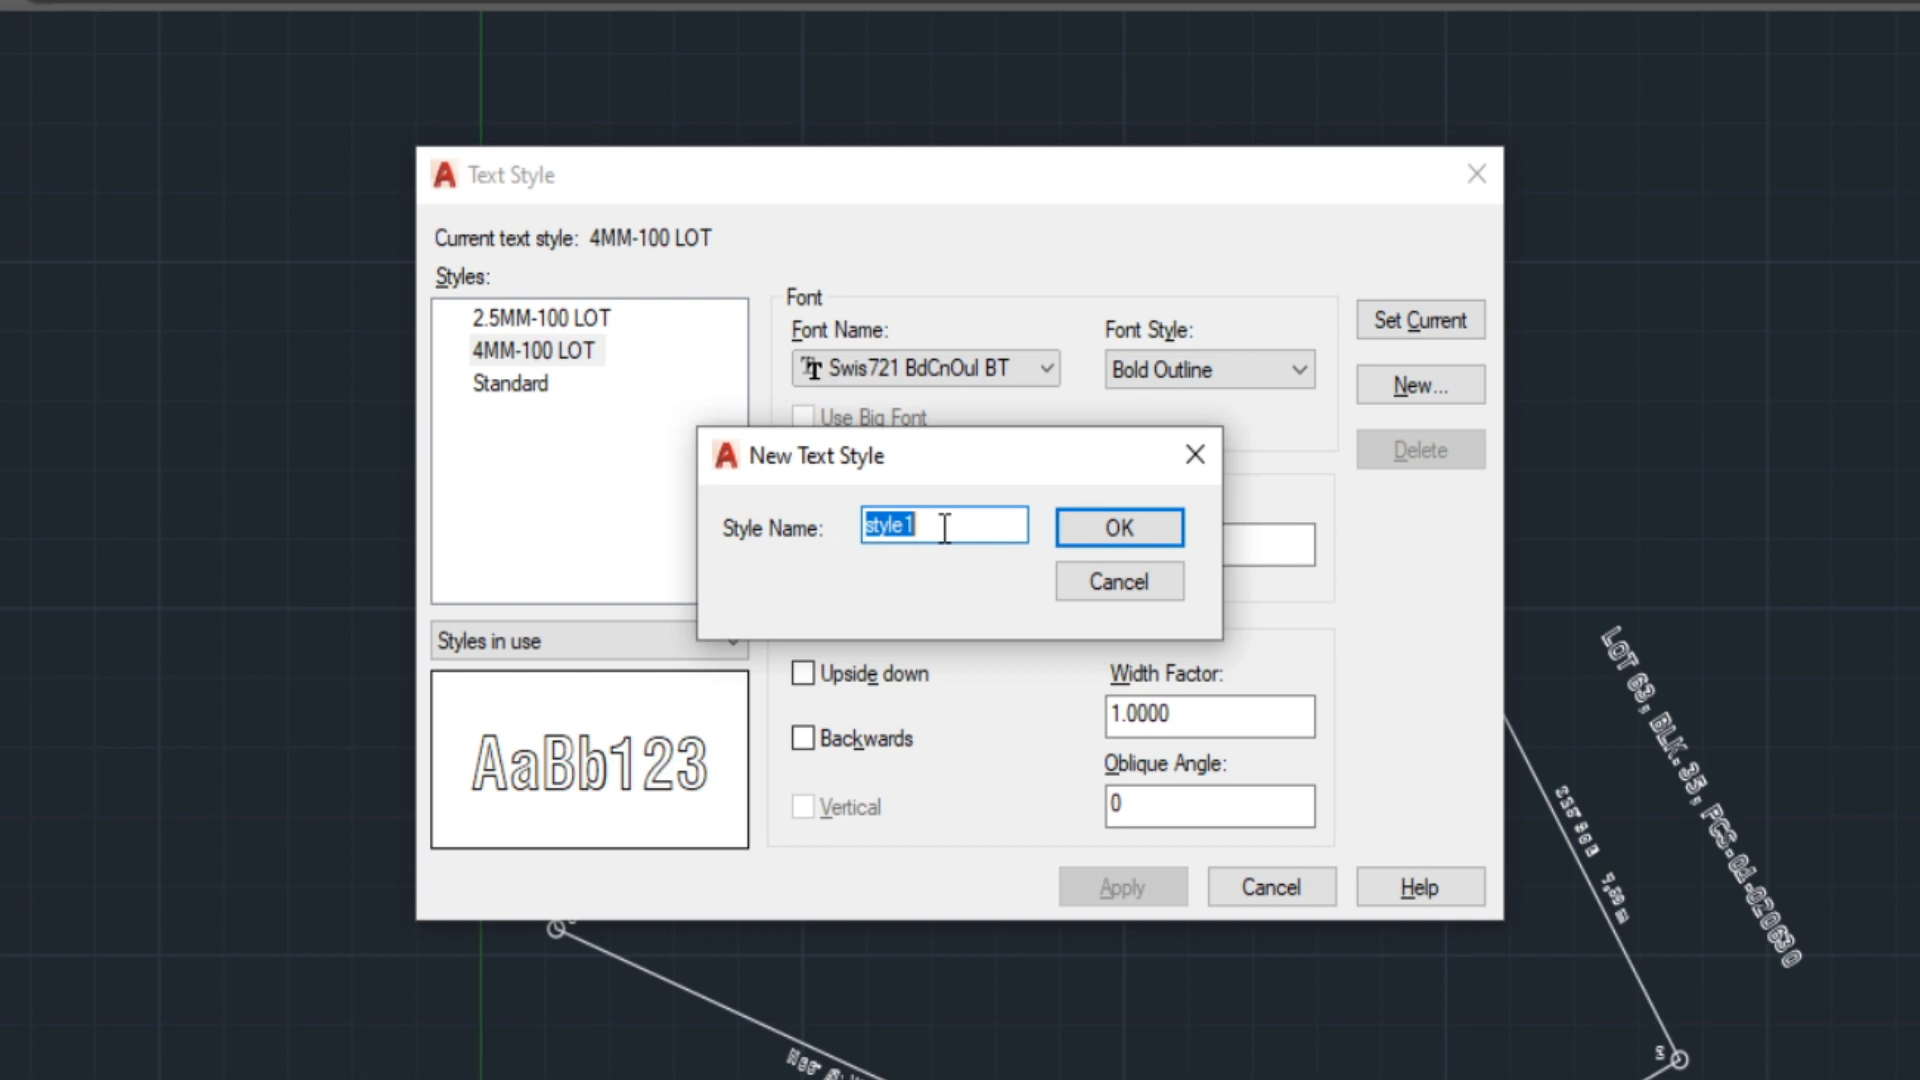 Text Style
Current text style: 4MM-100 LOT
Styles:
2.5MM-100 LOT
4MM-100 LOT
Standard
Font
Font Name:
Font Style:
Swis721 BdCnOul BT
Bold Outline
Use Big Font
Set Current
New...
Delete
New Text Style
Style Name:
style1
OK
Cancel
Styles in use
AaBb123
Upside down
Backwards
Vertical
Width Factor:
1.0000
Oblique Angle:
0
Apply
Cancel
Help
LOT 63, BLK. 35, PCS-04-020630
3